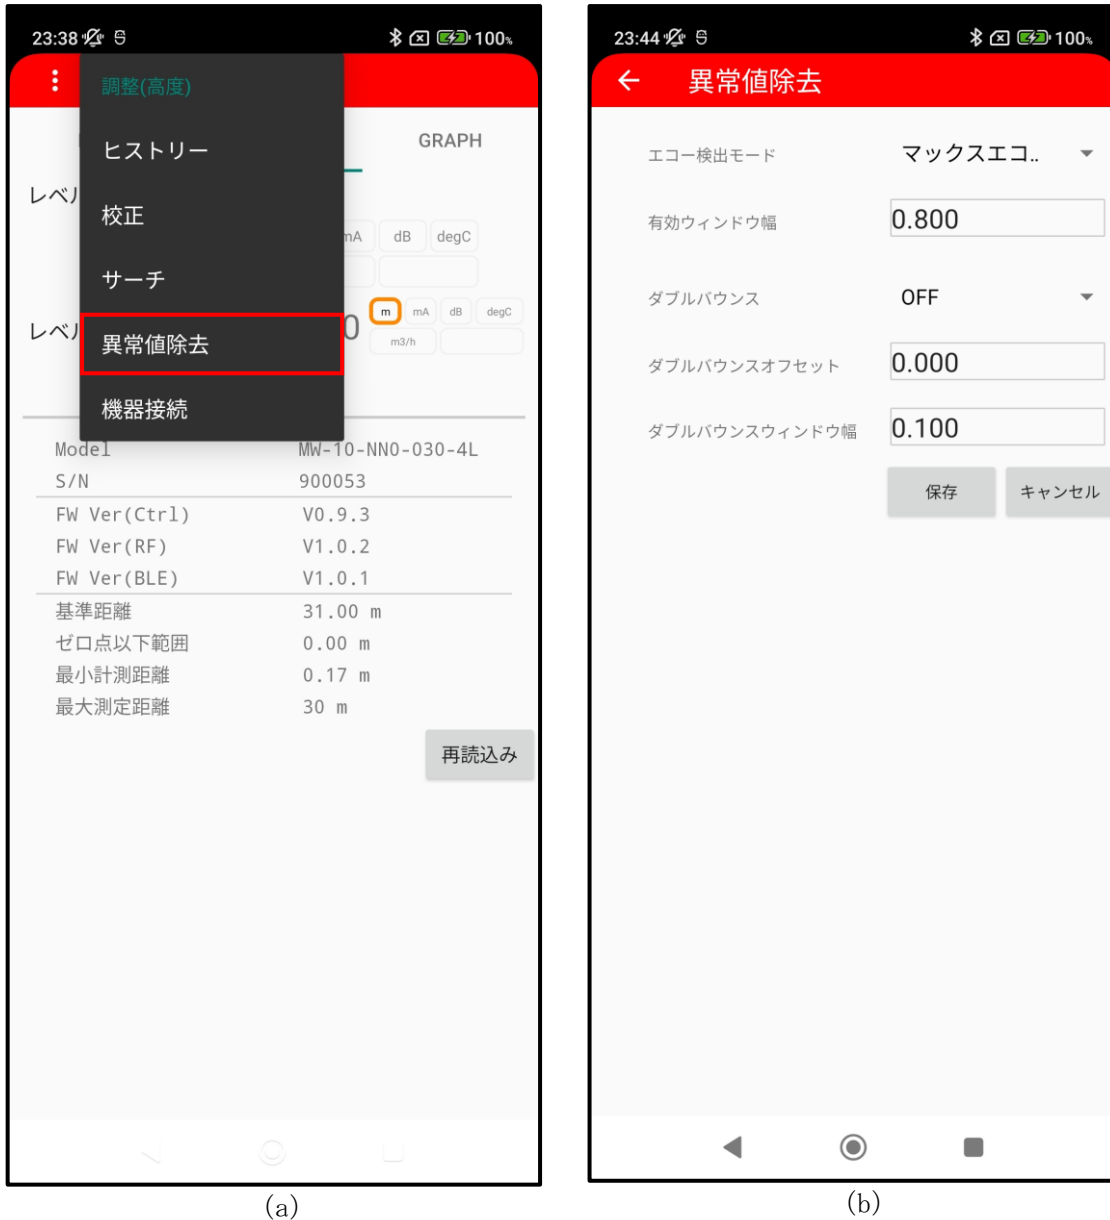 23:38
100%
調整(高度)
ヒストリー
校正
サーチ
異常値除去
機器接続
GRAPH
レベル
mA dB degC
レベル
0 m mA dB degC
m3/h
Model MW-10-NN0-030-4L
S/N 900053
FW Ver(Ctrl) V0.9.3
FW Ver(RF) V1.0.2
FW Ver(BLE) V1.0.1
基準距離 31.00 m
ゼロ点以下範囲 0.00 m
最小計測距離 0.17 m
最大測定距離 30 m
再読込み
(a)
23:44
100%
異常値除去
エコー検出モード マックスエコ..
有効ウィンドウ幅 0.800
ダブルバウンス OFF
ダブルバウンスオフセット 0.000
ダブルバウンスウィンドウ幅 0.100
保存 キャンセル
(b)